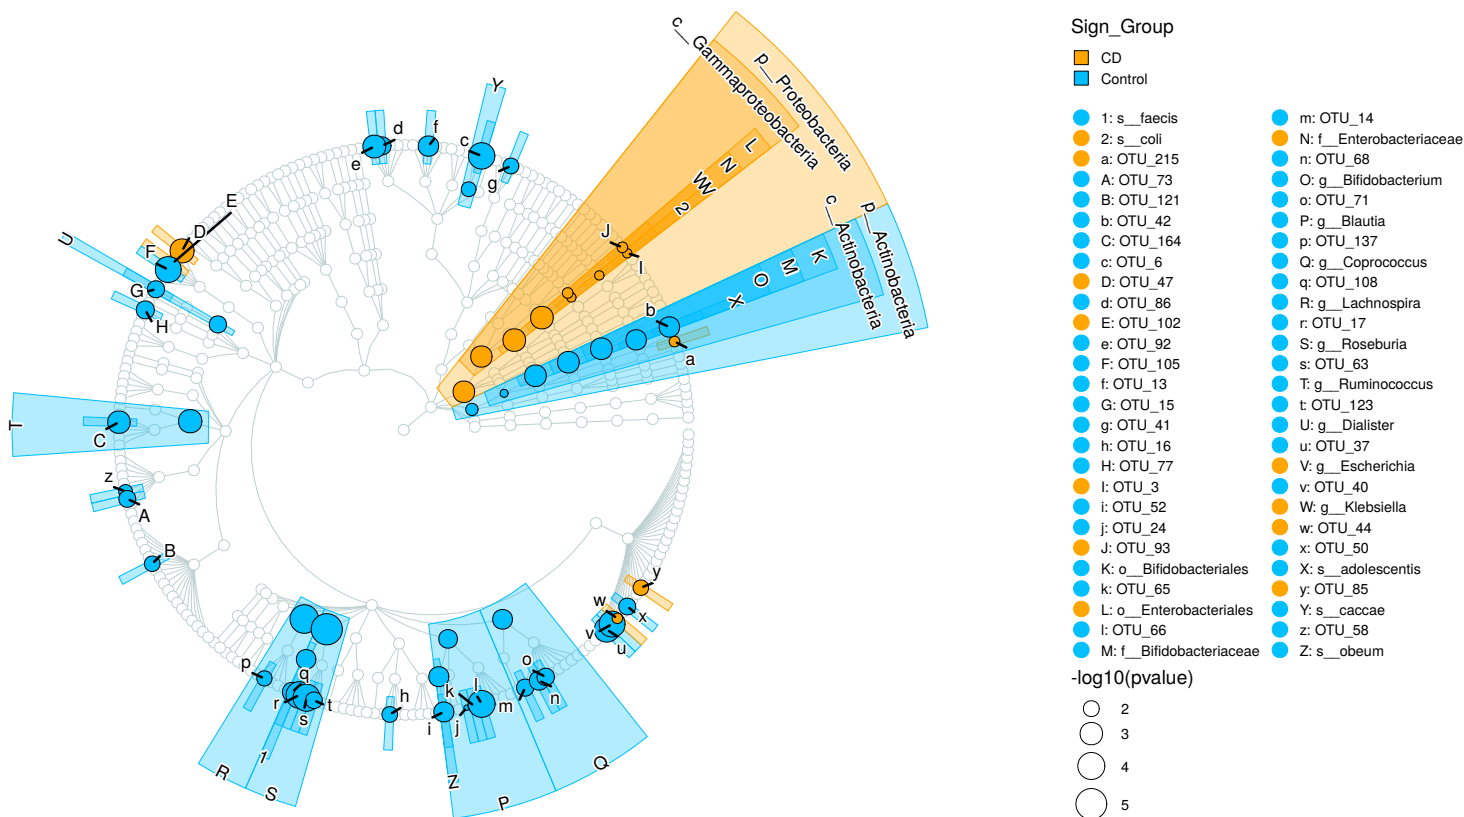 c__Gammaproteobacteria
p__Proteobacteria
L
N
W
V
2
c__Actinobacteria
p__Actinobacteria
K
M
O
X
Y
e
d
f
c
g
J
I
b
a
E
D
U
F
G
H
T
C
z
A
B
y
w
x
v
u
p
q
r
s
t
1
R
S
h
i
k
l
j
m
o
n
Z
P
Q
Sign_Group
CD
Control
1: s__faecis
2: s__coli
a: OTU_215
A: OTU_73
B: OTU_121
b: OTU_42
C: OTU_164
c: OTU_6
D: OTU_47
d: OTU_86
E: OTU_102
e: OTU_92
F: OTU_105
f: OTU_13
G: OTU_15
g: OTU_41
h: OTU_16
H: OTU_77
I: OTU_3
i: OTU_52
j: OTU_24
J: OTU_93
K: o__Bifidobacteriales
k: OTU_65
L: o__Enterobacteriales
l: OTU_66
M: f__Bifidobacteriaceae
m: OTU_14
N: f__Enterobacteriaceae
n: OTU_68
O: g__Bifidobacterium
o: OTU_71
P: g__Blautia
p: OTU_137
Q: g__Coprococcus
q: OTU_108
R: g__Lachnospira
r: OTU_17
S: g__Roseburia
s: OTU_63
T: g__Ruminococcus
t: OTU_123
U: g__Dialister
u: OTU_37
V: g__Escherichia
v: OTU_40
W: g__Klebsiella
w: OTU_44
x: OTU_50
X: s__adolescentis
y: OTU_85
Y: s__caccae
z: OTU_58
Z: s__obeum
-log10(pvalue)
2
3
4
5